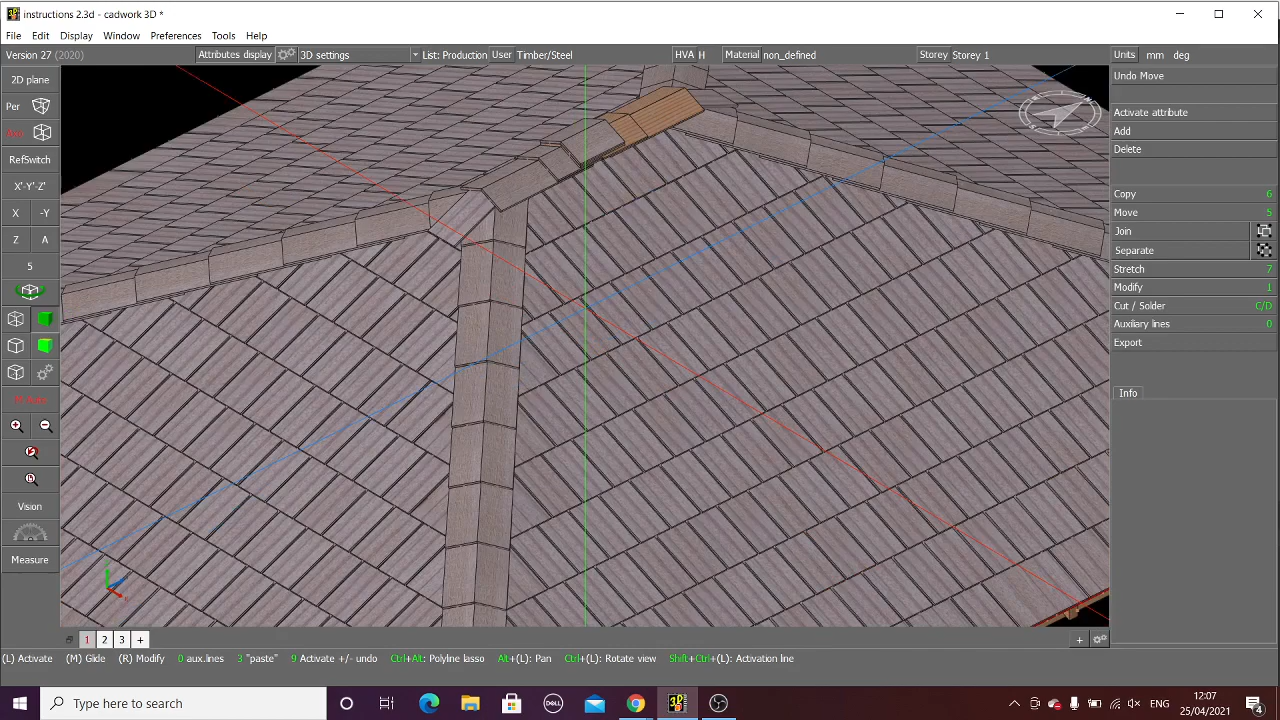 instructions 2.3d - cadwork 3D *
File Edit Display Window Preferences Tools Help
Version 27 (2020) Attributes display 3D settings List: Production User Timber/Steel HVA H Material non_defined Storey Storey 1 Units mm deg
2D plane
Per
Axo
RefSwitch
X'-Y'-Z'
X -Y
Z A
5
Vision
Measure
Undo Move
Activate attribute
Add
Delete
Copy 6
Move 5
Join
Separate
Stretch 7
Modify 1
Cut / Solder C/D
Auxiliary lines 0
Export
Info
1 2 3 + +
(L) Activate (M) Glide (R) Modify 0 aux.lines 3 "paste" 9 Activate +/- undo Ctrl+Alt: Polyline lasso Alt+(L): Pan Ctrl+(L): Rotate view Shift+Ctrl+(L): Activation line
Type here to search
DELL
ENG
12:07
25/04/2021
4